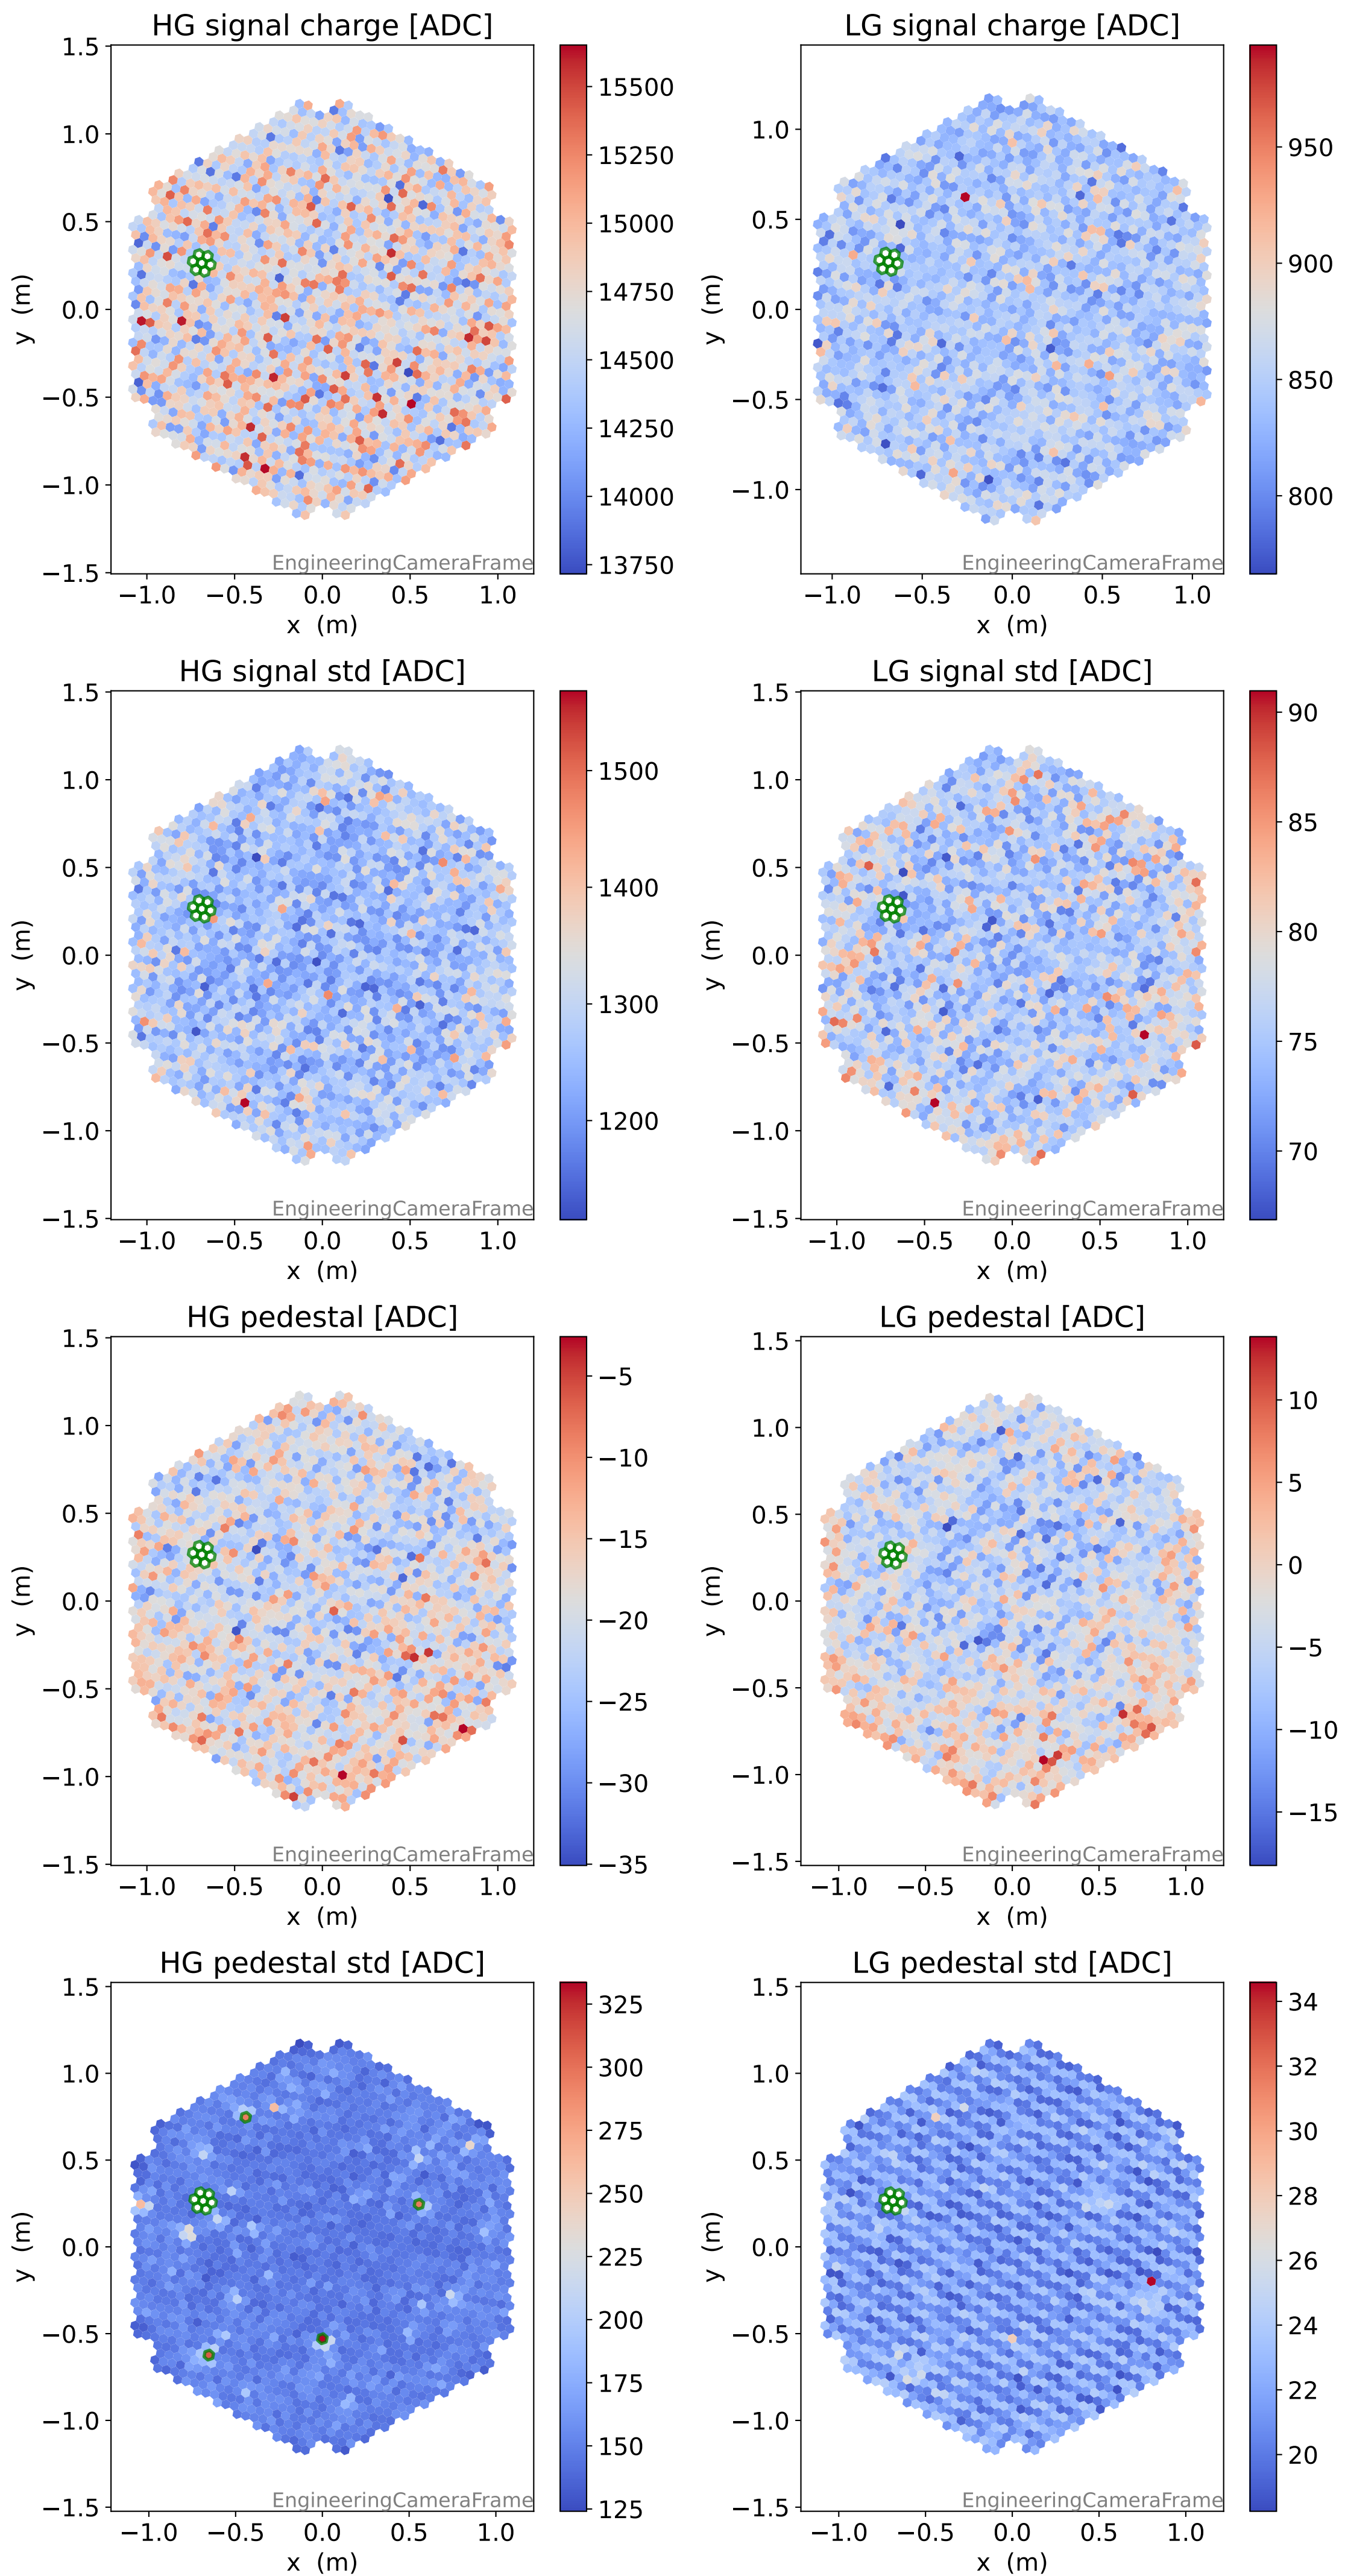 HG signal charge [ADC]
LG signal charge [ADC]
1.5
1.0
0.5
0.0
−0.5
−1.0
−1.5
y (m)
−1.0 −0.5 0.0 0.5 1.0
x (m)
EngineeringCameraFrame
15500
15250
15000
14750
14500
14250
14000
13750
1.0
0.5
0.0
−0.5
−1.0
y (m)
−1.0 −0.5 0.0 0.5 1.0
x (m)
EngineeringCameraFrame
950
900
850
800
HG signal std [ADC]
LG signal std [ADC]
1.5
1.0
0.5
0.0
−0.5
−1.0
−1.5
y (m)
−1.0 −0.5 0.0 0.5 1.0
x (m)
EngineeringCameraFrame
1500
1400
1300
1200
1.5
1.0
0.5
0.0
−0.5
−1.0
−1.5
y (m)
−1.0 −0.5 0.0 0.5 1.0
x (m)
EngineeringCameraFrame
90
85
80
75
70
HG pedestal [ADC]
LG pedestal [ADC]
1.5
1.0
0.5
0.0
−0.5
−1.0
−1.5
y (m)
−1.0 −0.5 0.0 0.5 1.0
x (m)
EngineeringCameraFrame
−5
−10
−15
−20
−25
−30
−35
1.5
1.0
0.5
0.0
−0.5
−1.0
−1.5
y (m)
−1.0 −0.5 0.0 0.5 1.0
x (m)
EngineeringCameraFrame
10
5
0
−5
−10
−15
HG pedestal std [ADC]
LG pedestal std [ADC]
1.5
1.0
0.5
0.0
−0.5
−1.0
−1.5
y (m)
−1.0 −0.5 0.0 0.5 1.0
x (m)
EngineeringCameraFrame
325
300
275
250
225
200
175
150
125
1.5
1.0
0.5
0.0
−0.5
−1.0
−1.5
y (m)
−1.0 −0.5 0.0 0.5 1.0
x (m)
EngineeringCameraFrame
34
32
30
28
26
24
22
20